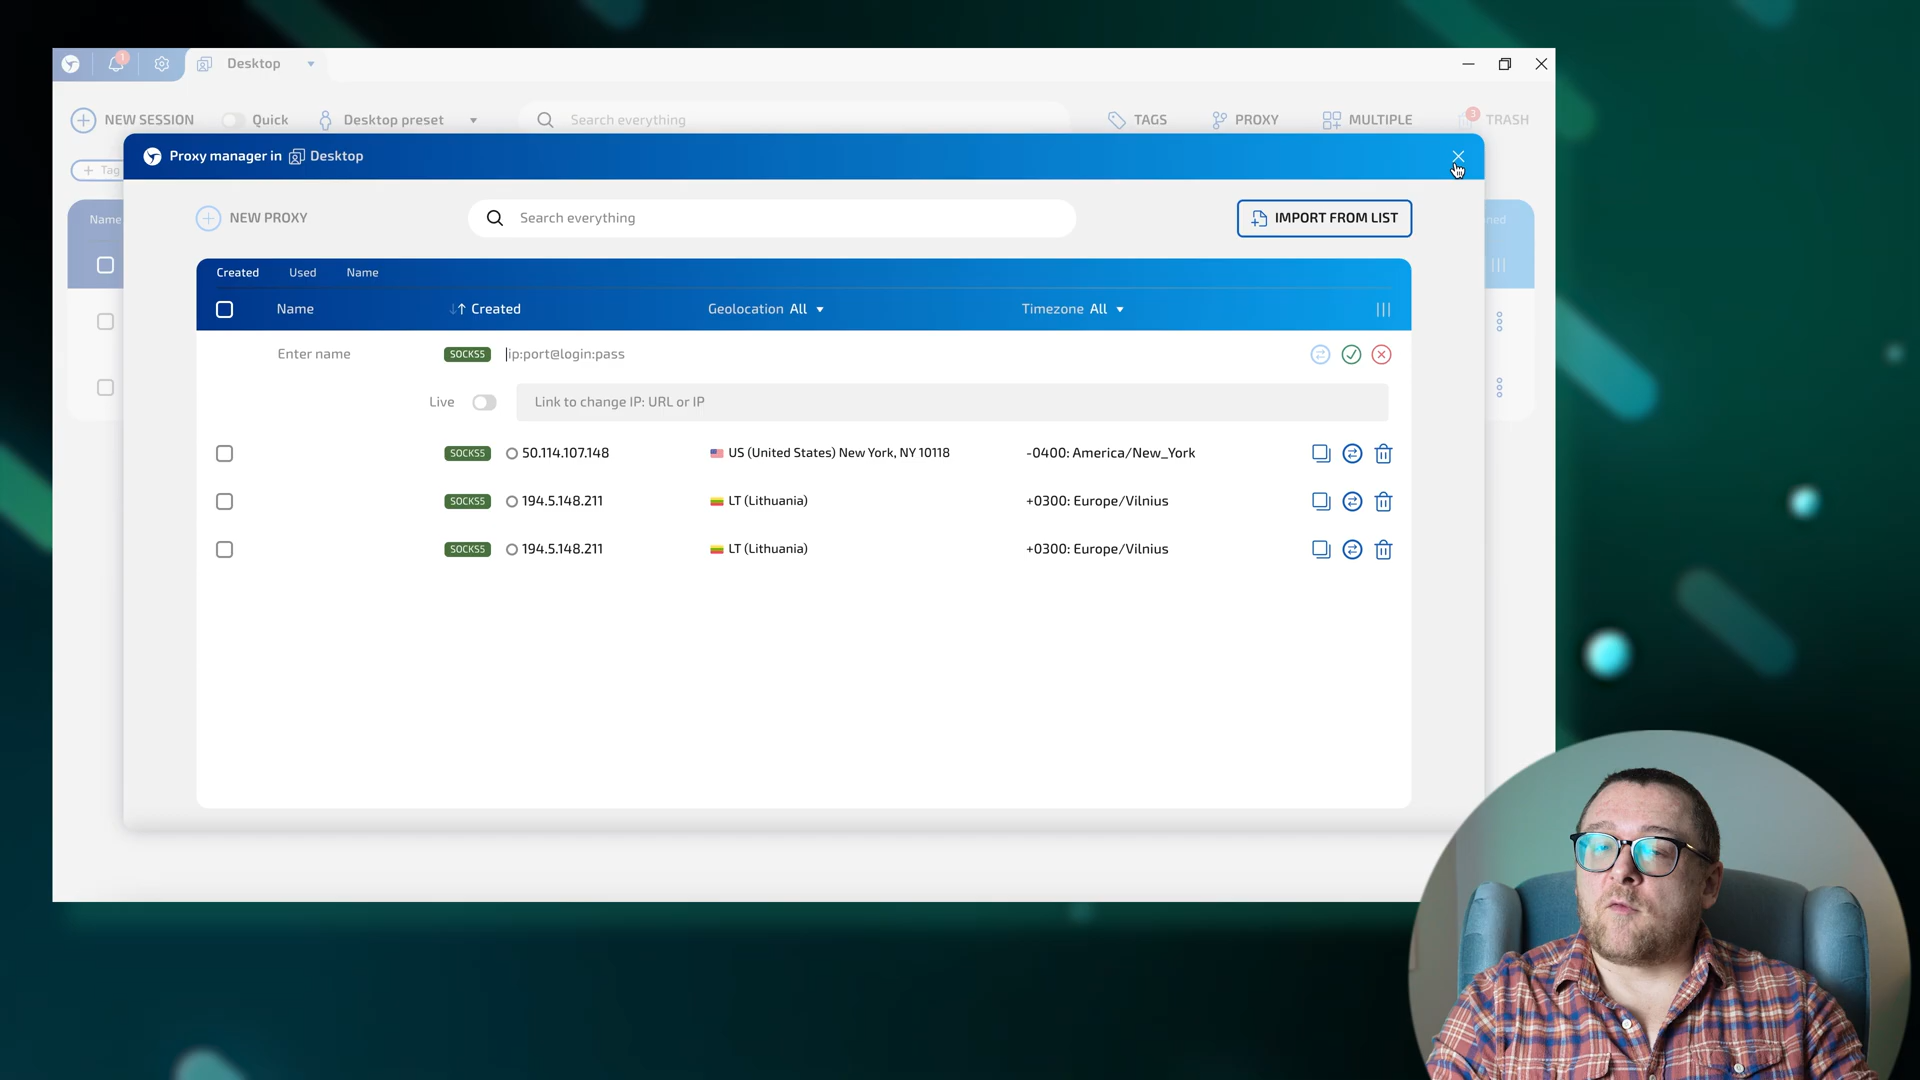 1
Desktop
NEW SESSION
Quick
Desktop preset
Search everything
TAGS
PROXY
MULTIPLE
3
TRASH
+ Tag
Proxy manager in Desktop
Name
NEW PROXY
Search everything
IMPORT FROM LIST
Created Used Name
Name Created Geolocation All Timezone All
Enter name SOCKS5 ip:port@login:pass
Live Link to change IP: URL or IP
SOCKS5 50.114.107.148 US (United States) New York, NY 10118 -0400: America/New_York
SOCKS5 194.5.148.211 LT (Lithuania) +0300: Europe/Vilnius
SOCKS5 194.5.148.211 LT (Lithuania) +0300: Europe/Vilnius